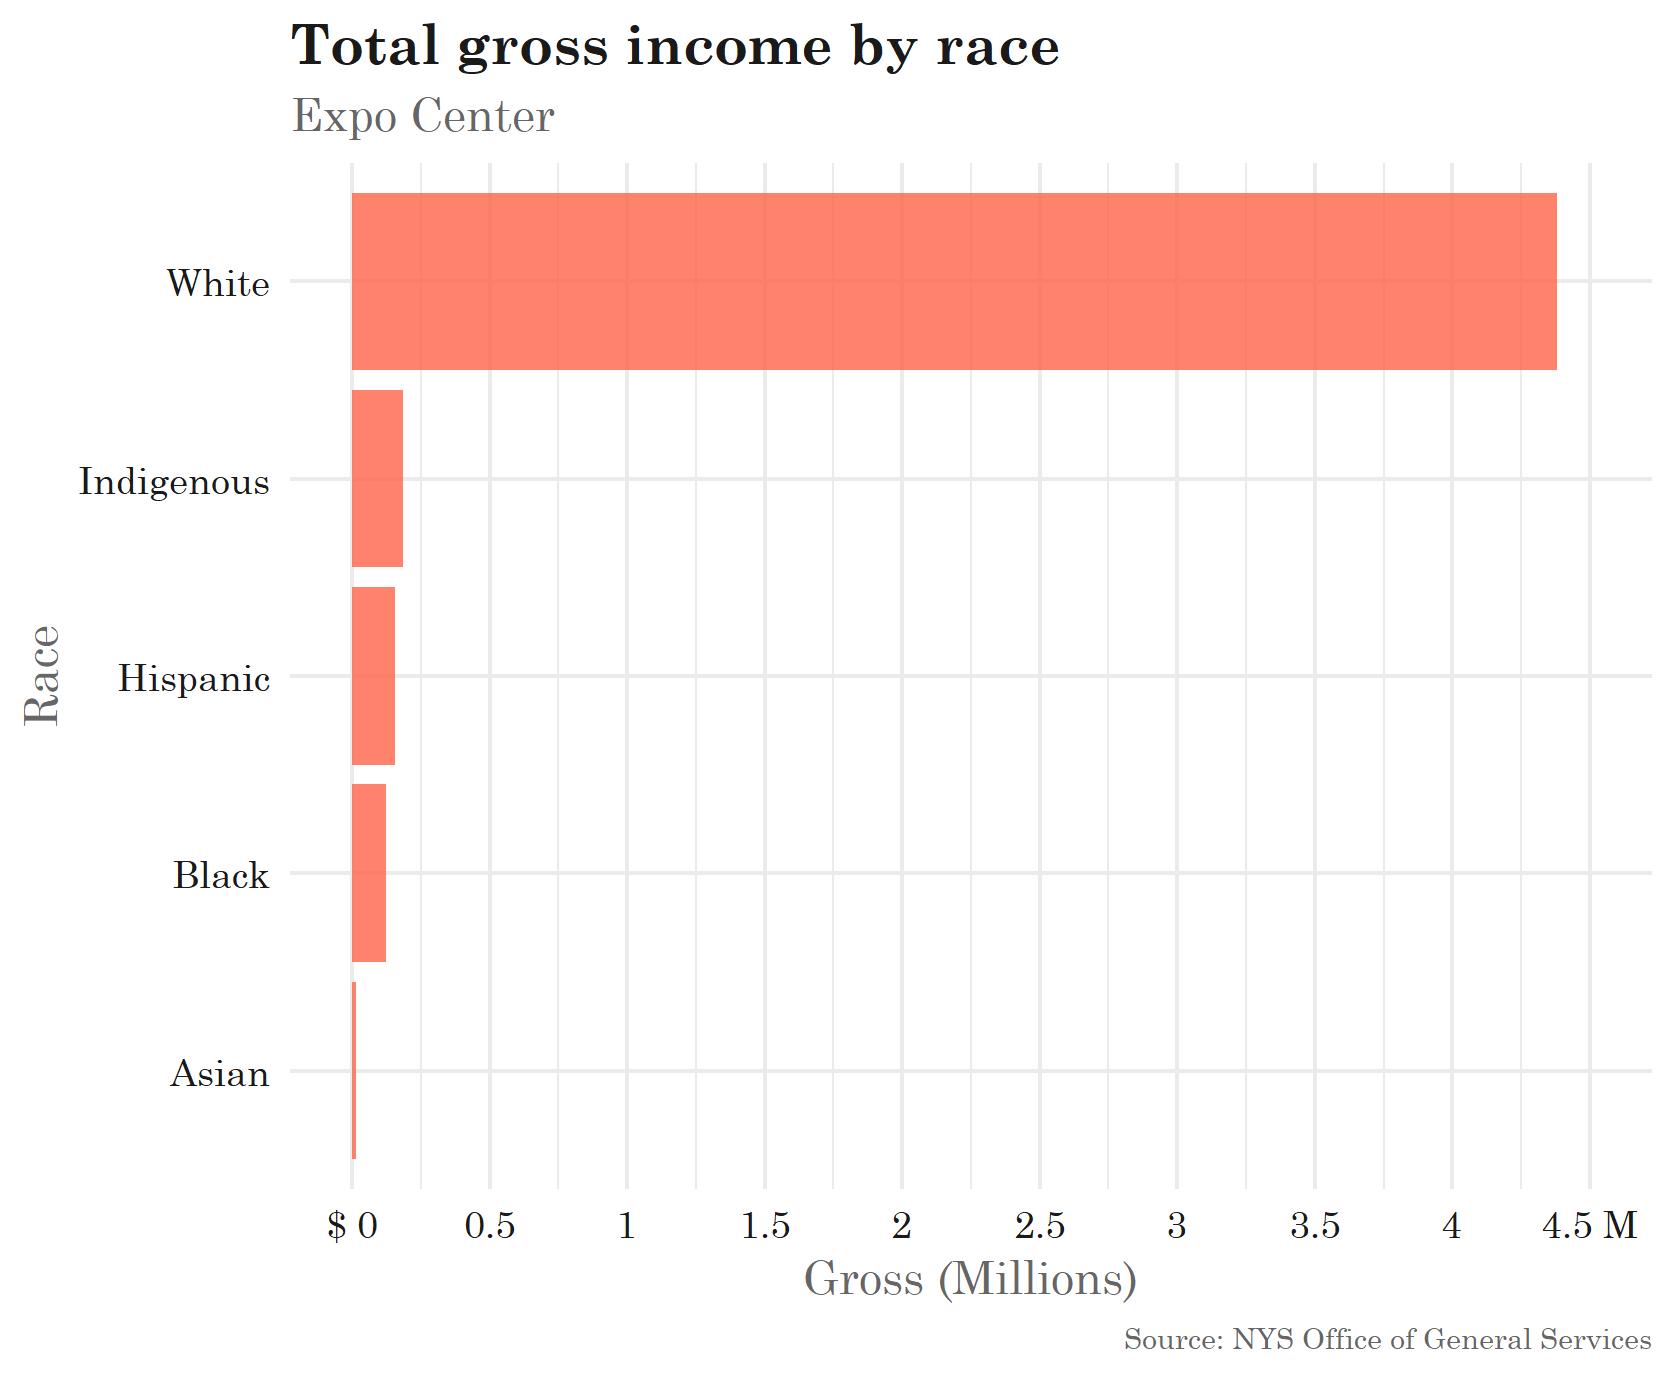 Total gross income by race
Expo Center
White
Indigenous
Hispanic
Black
Asian
Race
$ 0 0.5 1 1.5 2 2.5 3 3.5 4 4.5 M
Gross (Millions)
Source: NYS Office of General Services